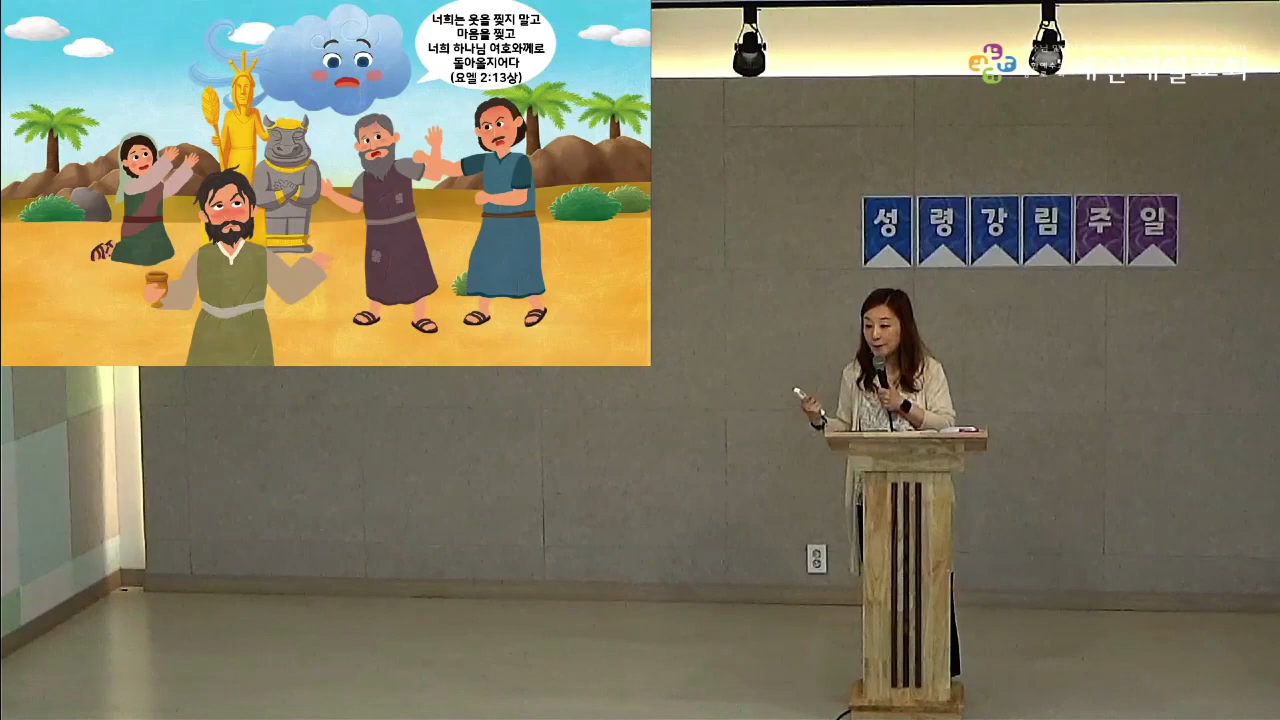 너희는 옷을 찢지 말고
마음을 찢고
너희 하나님 여호와께로
돌아올지어다
(요엘 2:13상)
성령강림주일